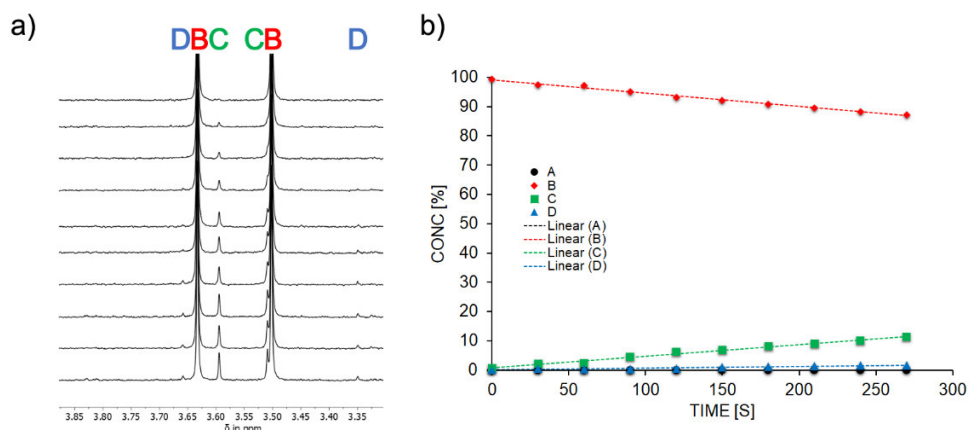 a)
D B C C B D
3.85 3.80 3.75 3.70 3.65 3.60 3.55 3.50 3.45 3.40 3.35
δ in ppm
b)
100
90
80
70
60
50
40
30
20
10
0
CONC [%]
A
B
C
D
Linear (A)
Linear (B)
Linear (C)
Linear (D)
0 50 100 150 200 250 300
TIME [S]